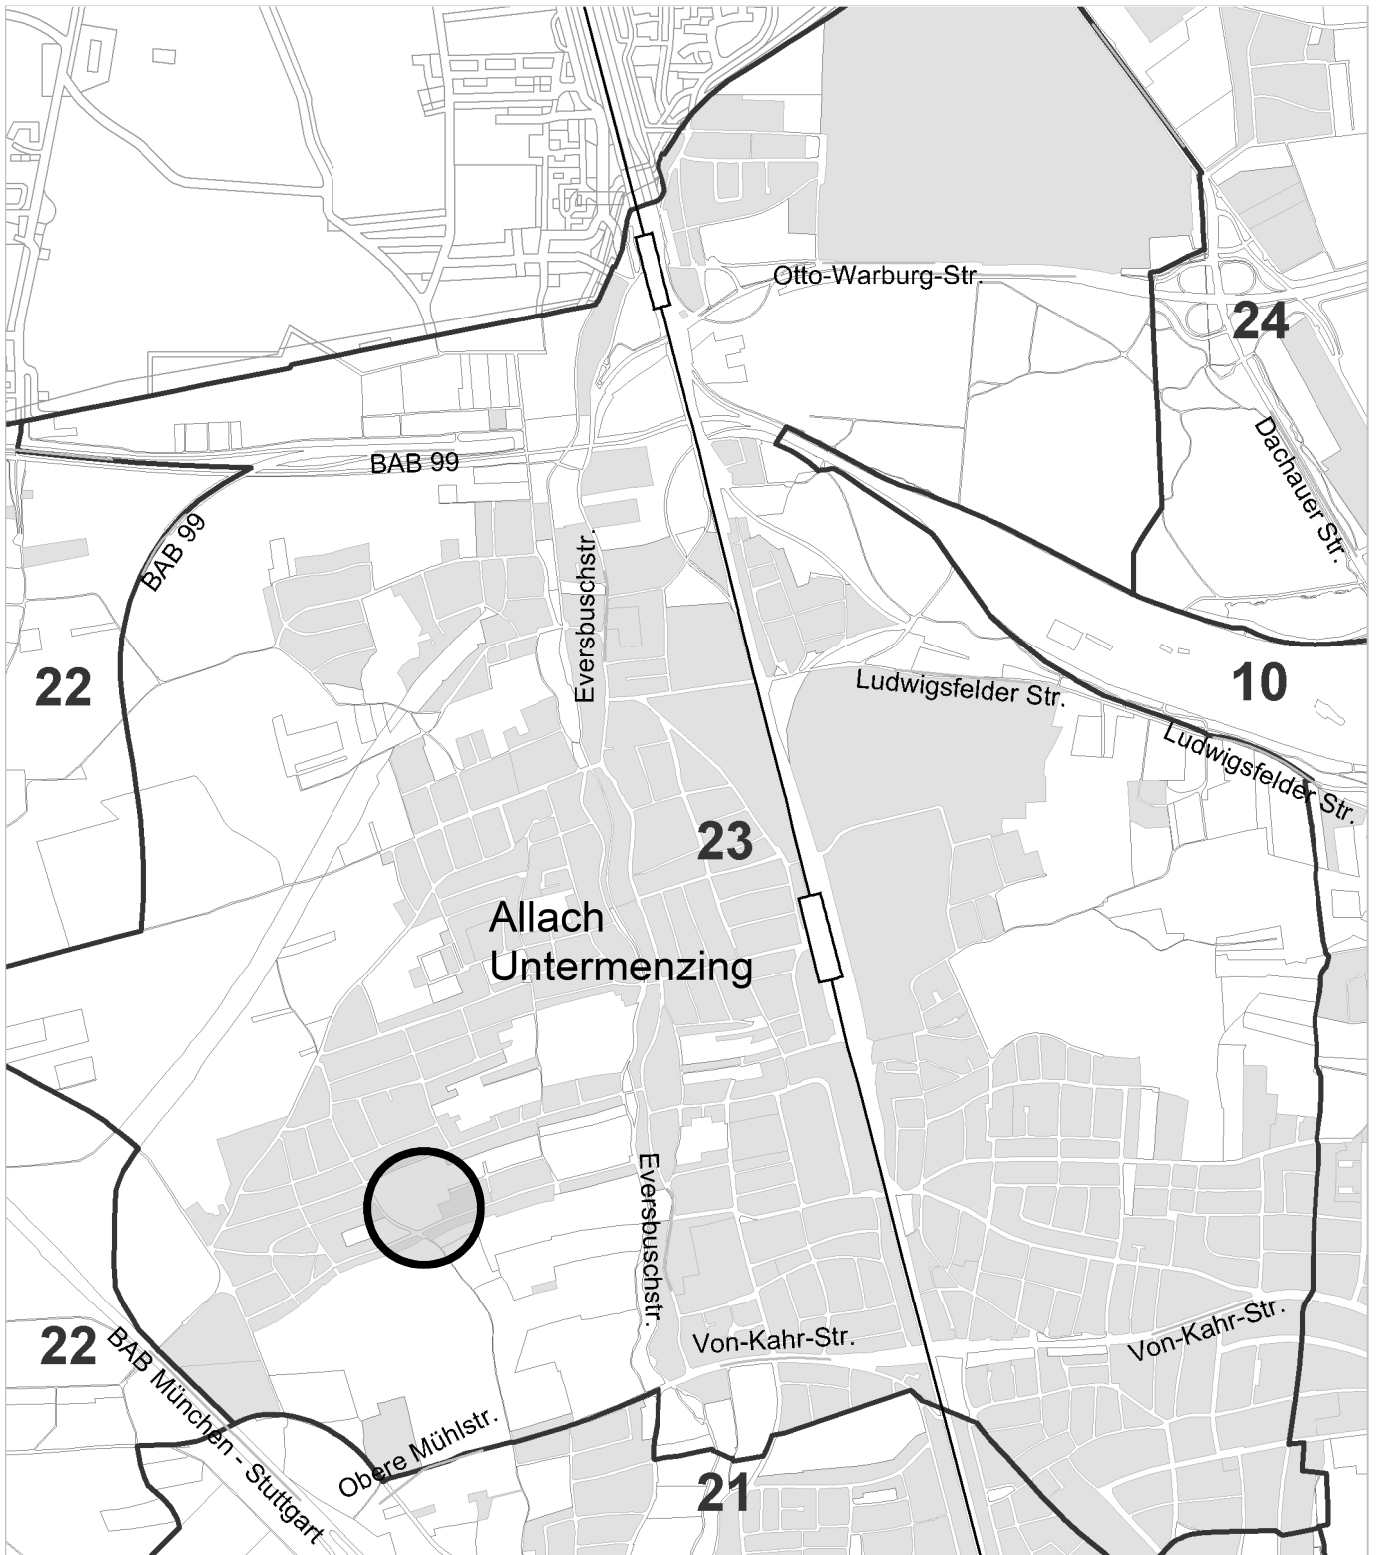 Otto-Warburg-Str.
24
Dachauer Str.
BAB 99
BAB 99
Eversbuschstr.
22
10
Ludwigsfelder Str.
Ludwigsfelder Str.
23
Allach
Untermenzing
Eversbuschstr.
Von-Kahr-Str.
Von-Kahr-Str.
22
BAB München - Stuttgart
Obere Mühlstr.
21